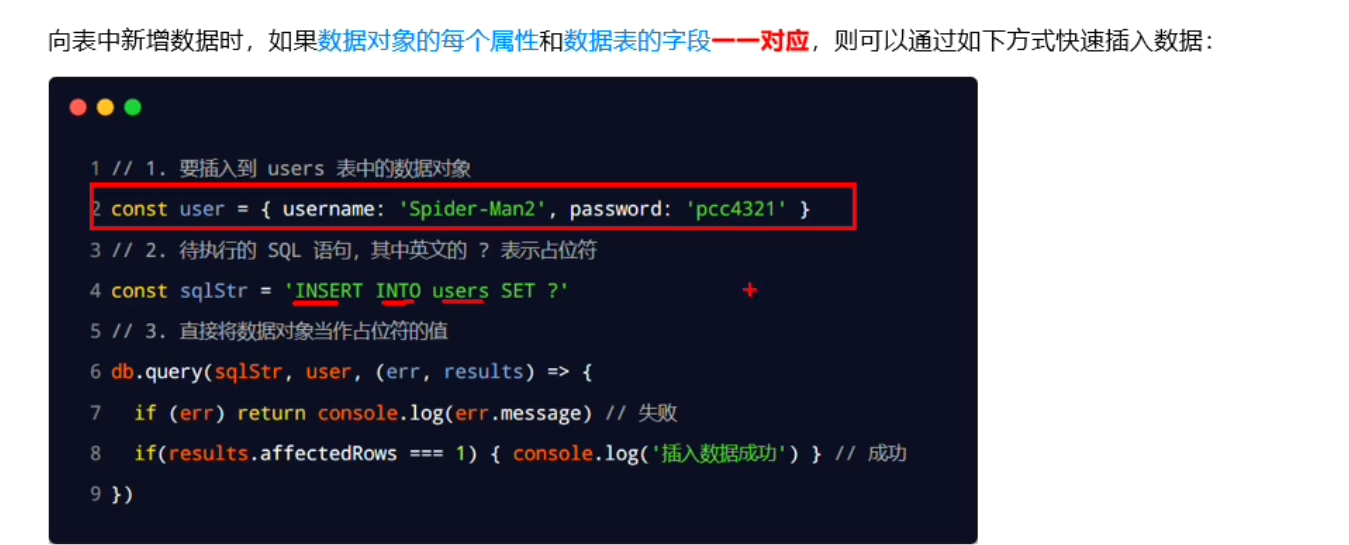 向表中新增数据时，如果数据对象的每个属性和数据表的字段一一对应，则可以通过如下方式快速插入数据：
1 // 1. 要插入到 users 表中的数据对象
2 const user = { username: 'Spider-Man2', password: 'pcc4321' }
3 // 2. 待执行的 SQL 语句，其中英文的 ? 表示占位符
4 const sqlStr = 'INSERT INTO users SET ?'
5 // 3. 直接将数据对象当作占位符的值
6 db.query(sqlStr, user, (err, results) => {
7   if (err) return console.log(err.message) // 失败
8   if(results.affectedRows === 1) { console.log('插入数据成功') } // 成功
9 })